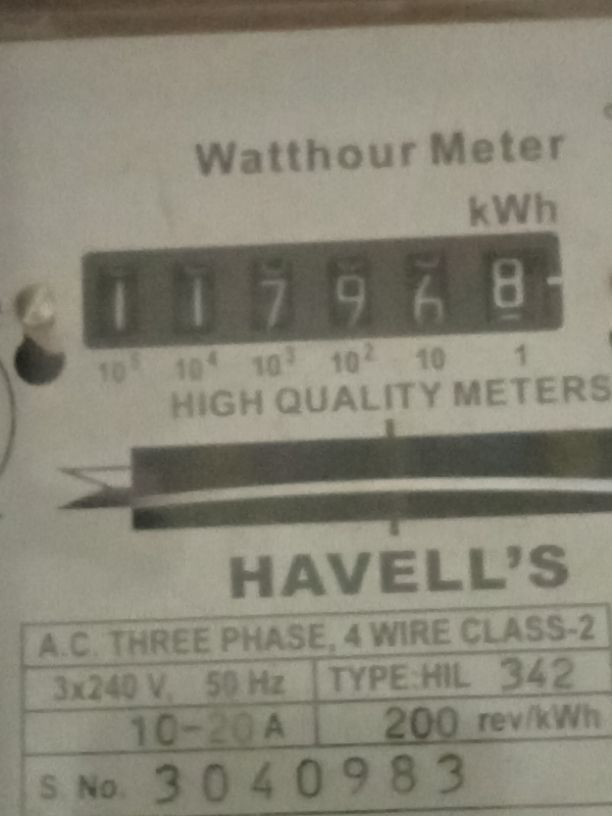 Watthour Meter
kWh
1 1 7 9 6 8
10⁵ 10⁴ 10³ 10² 10 1
HIGH QUALITY METERS
HAVELL'S
A.C. THREE PHASE, 4 WIRE CLASS-2
3x240 V, 50 Hz TYPE:HIL 342
10-20 A 200 rev/kWh
S. No. 3040983